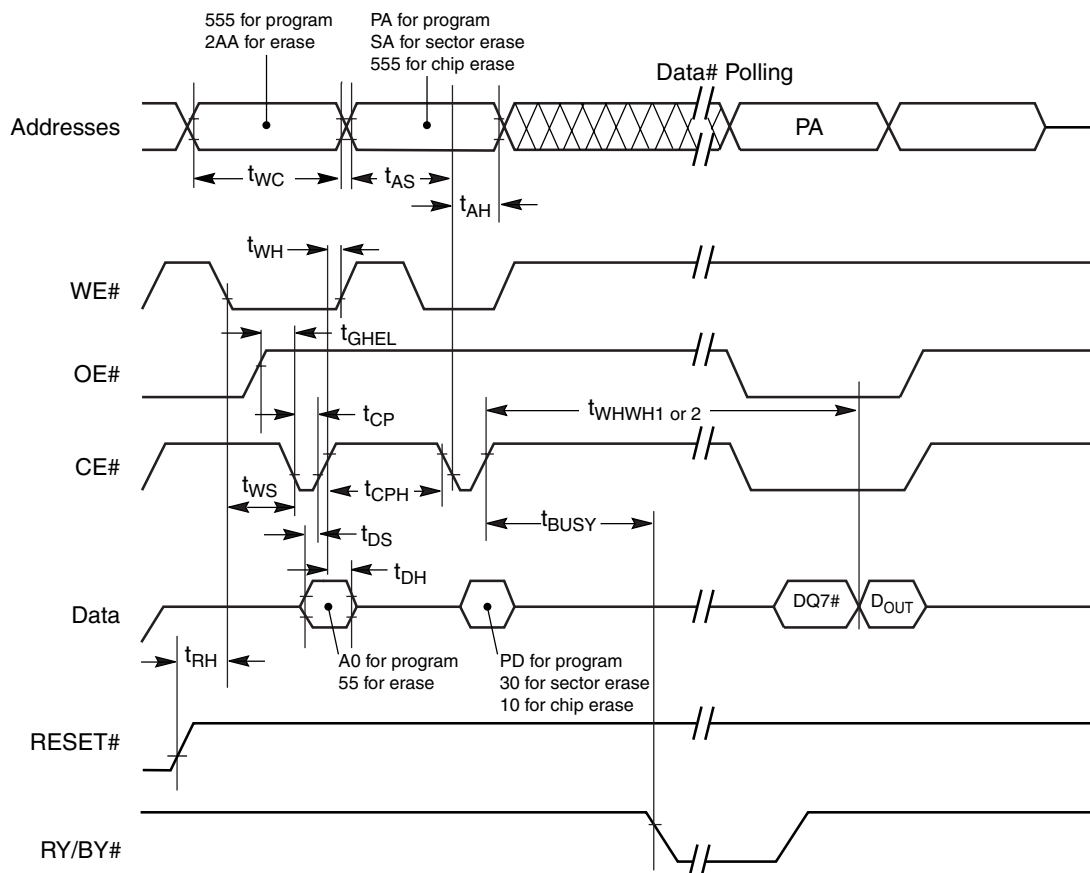 555 for program
2AA for erase
PA for program
SA for sector erase
555 for chip erase
Data# Polling
Addresses
PA
tWC
tAS
tAH
tWH
WE#
tGHEL
OE#
tWHWH1 or 2
tCP
CE#
tWS
tCPH
tBUSY
tDS
tDH
Data
DQ7#
DOUT
tRH
A0 for program
55 for erase
PD for program
30 for sector erase
10 for chip erase
RESET#
RY/BY#